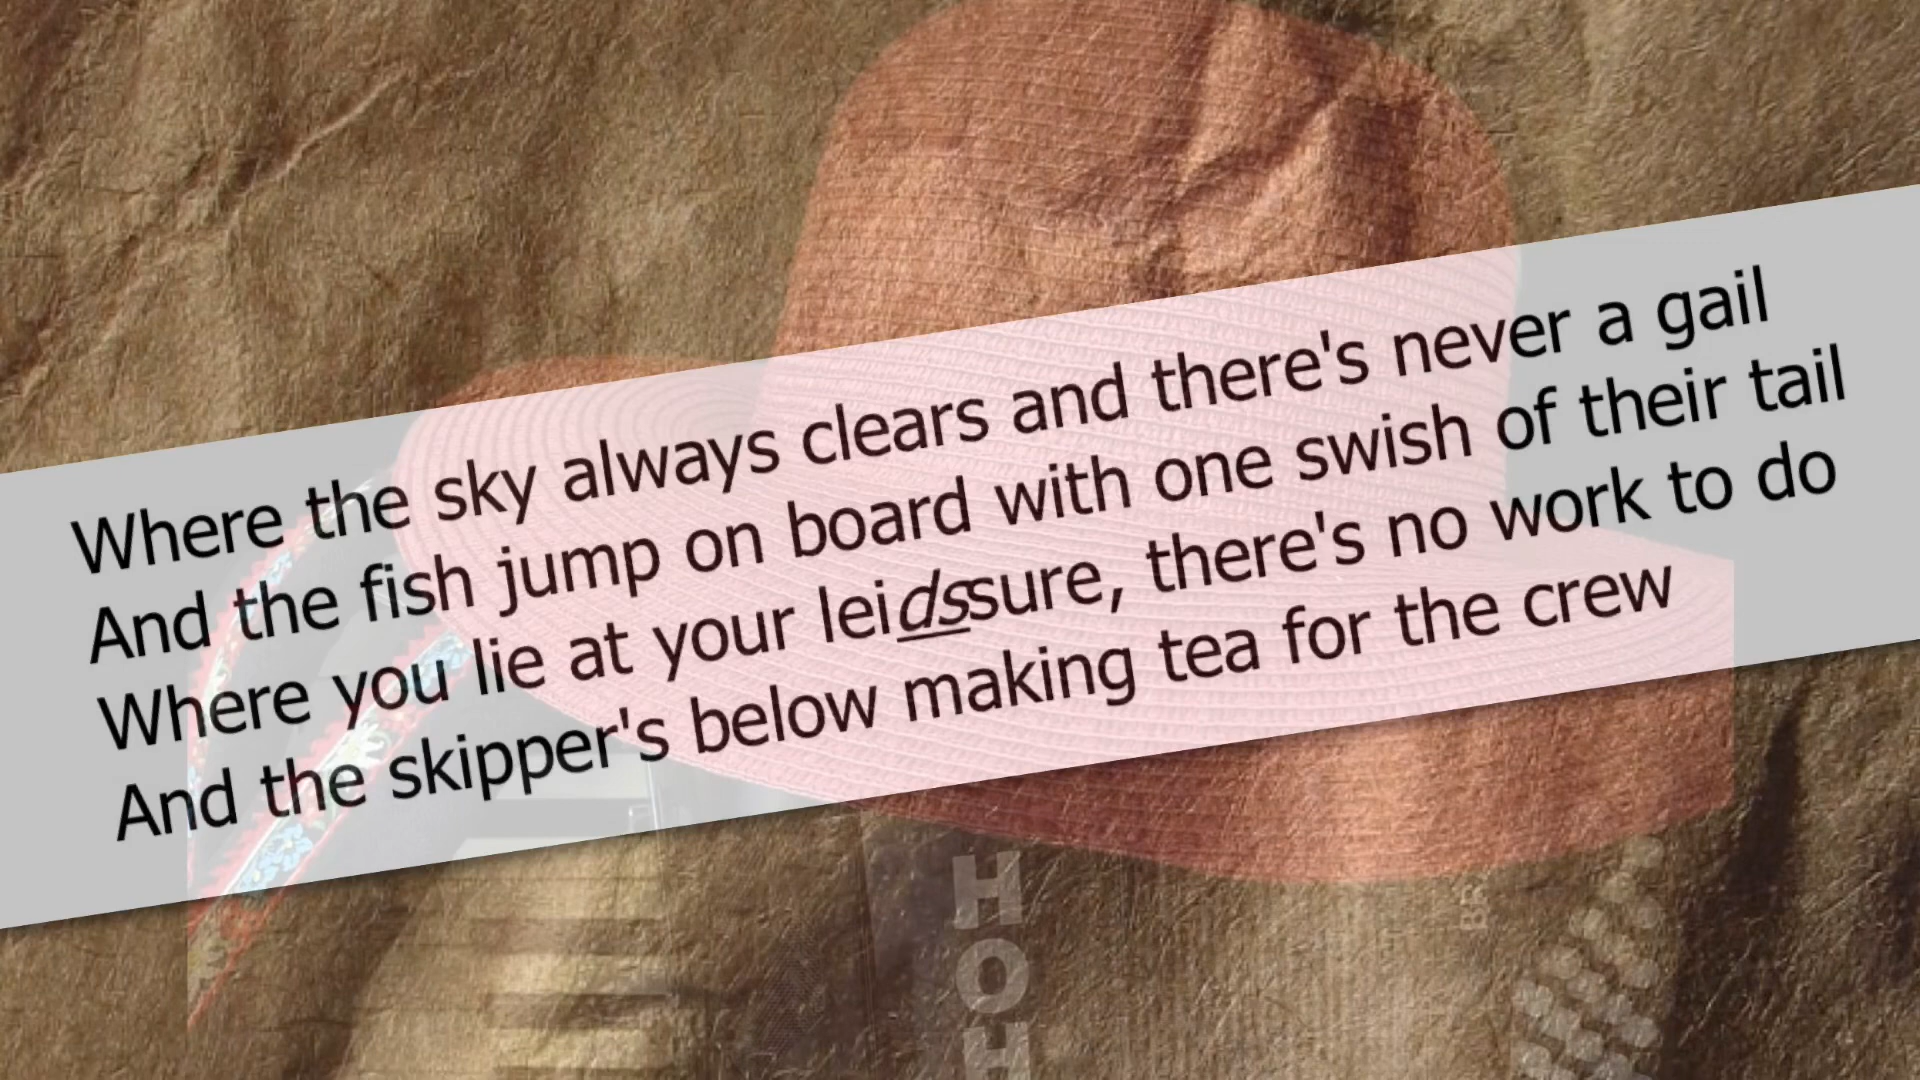 Where the sky always clears and there's never a gail
And the fish jump on board with one swish of their tail
Where you lie at your leidssure, there's no work to do
And the skipper's below making tea for the crew
H
O
H